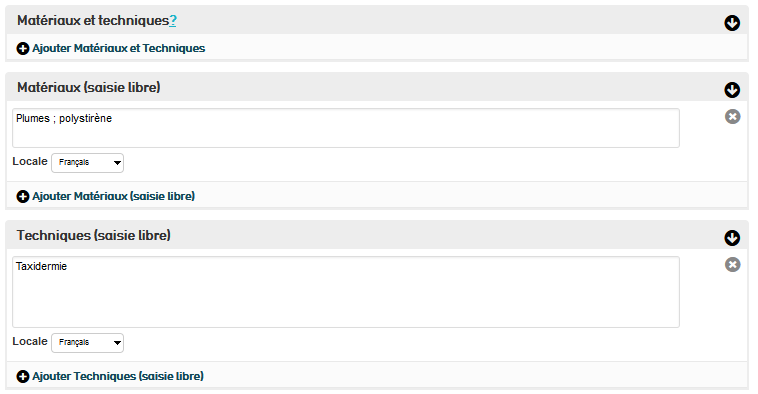 Matériaux et techniques?
Ajouter Matériaux et Techniques
Matériaux (saisie libre)
Plumes ; polystirène
Locale Français
Ajouter Matériaux (saisie libre)
Techniques (saisie libre)
Taxidermie
Locale Français
Ajouter Techniques (saisie libre)